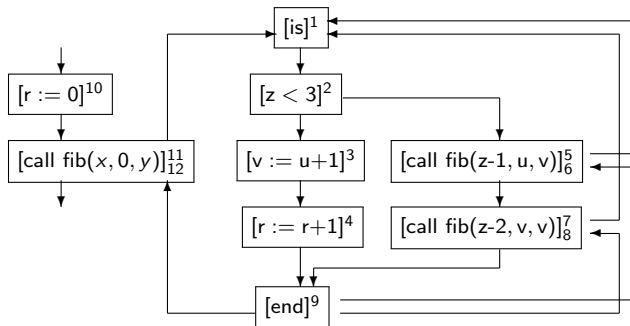 [is]¹
[r := 0]¹⁰
[z < 3]²
[call fib(x, 0, y)]¹¹₁₂
[v := u+1]³
[call fib(z-1, u, v)]⁵₆
[r := r+1]⁴
[call fib(z-2, v, v)]⁷₈
[end]⁹